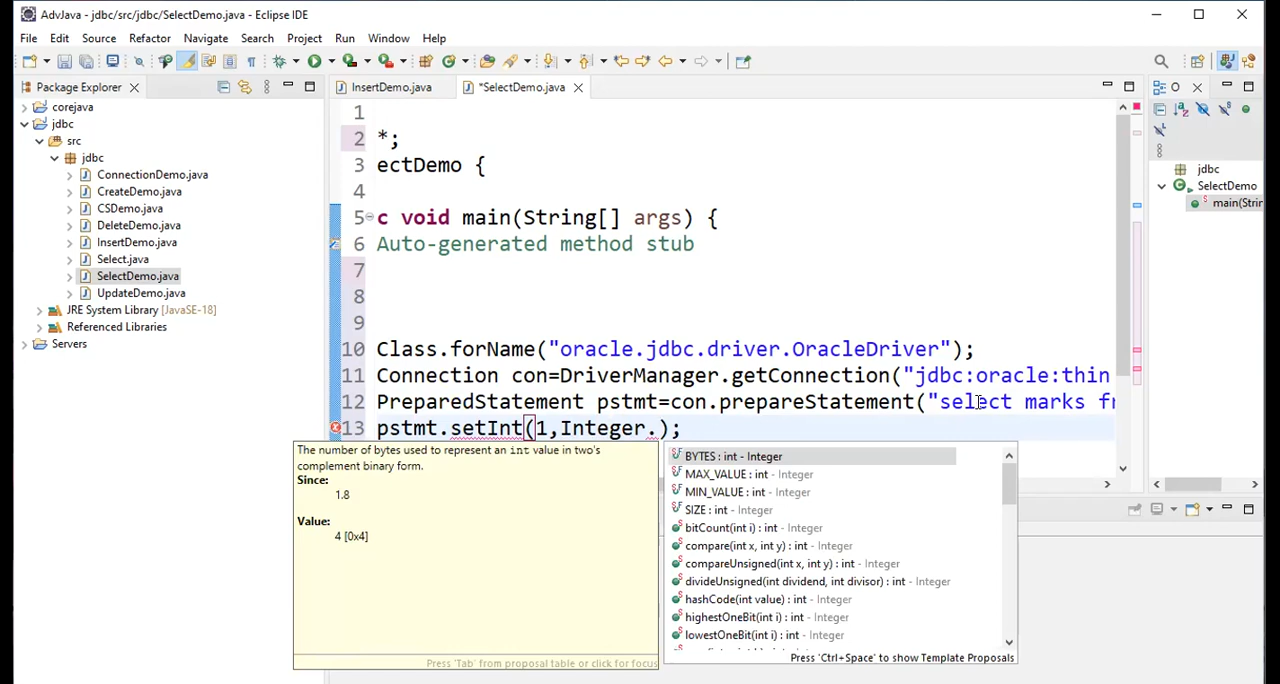 AdvJava - jdbc/src/jdbc/SelectDemo.java - Eclipse IDE
File Edit Source Refactor Navigate Search Project Run Window Help
Package Explorer
InsertDemo.java
*SelectDemo.java
corejava
jdbc
src
jdbc
ConnectionDemo.java
CreateDemo.java
CSDemo.java
DeleteDemo.java
InsertDemo.java
Select.java
SelectDemo.java
UpdateDemo.java
JRE System Library [JavaSE-18]
Referenced Libraries
Servers
1
2 *;
3 ectDemo {
4
5 c void main(String[] args) {
6 Auto-generated method stub
7
8
9
10 Class.forName("oracle.jdbc.driver.OracleDriver");
11 Connection con=DriverManager.getConnection("jdbc:oracle:thin
12 PreparedStatement pstmt=con.prepareStatement("select marks fr
13 pstmt.setInt(1,Integer.);
The number of bytes used to represent an int value in two's
complement binary form.
Since:
1.8
Value:
4 [0x4]
Press 'Tab' from proposal table or click for focus
BYTES : int - Integer
MAX_VALUE : int - Integer
MIN_VALUE : int - Integer
SIZE : int - Integer
bitCount(int i) : int - Integer
compare(int x, int y) : int - Integer
compareUnsigned(int x, int y) : int - Integer
divideUnsigned(int dividend, int divisor) : int - Integer
hashCode(int value) : int - Integer
highestOneBit(int i) : int - Integer
lowestOneBit(int i) : int - Integer
Press 'Ctrl+Space' to show Template Proposals
O
jdbc
SelectDemo
main(Strin